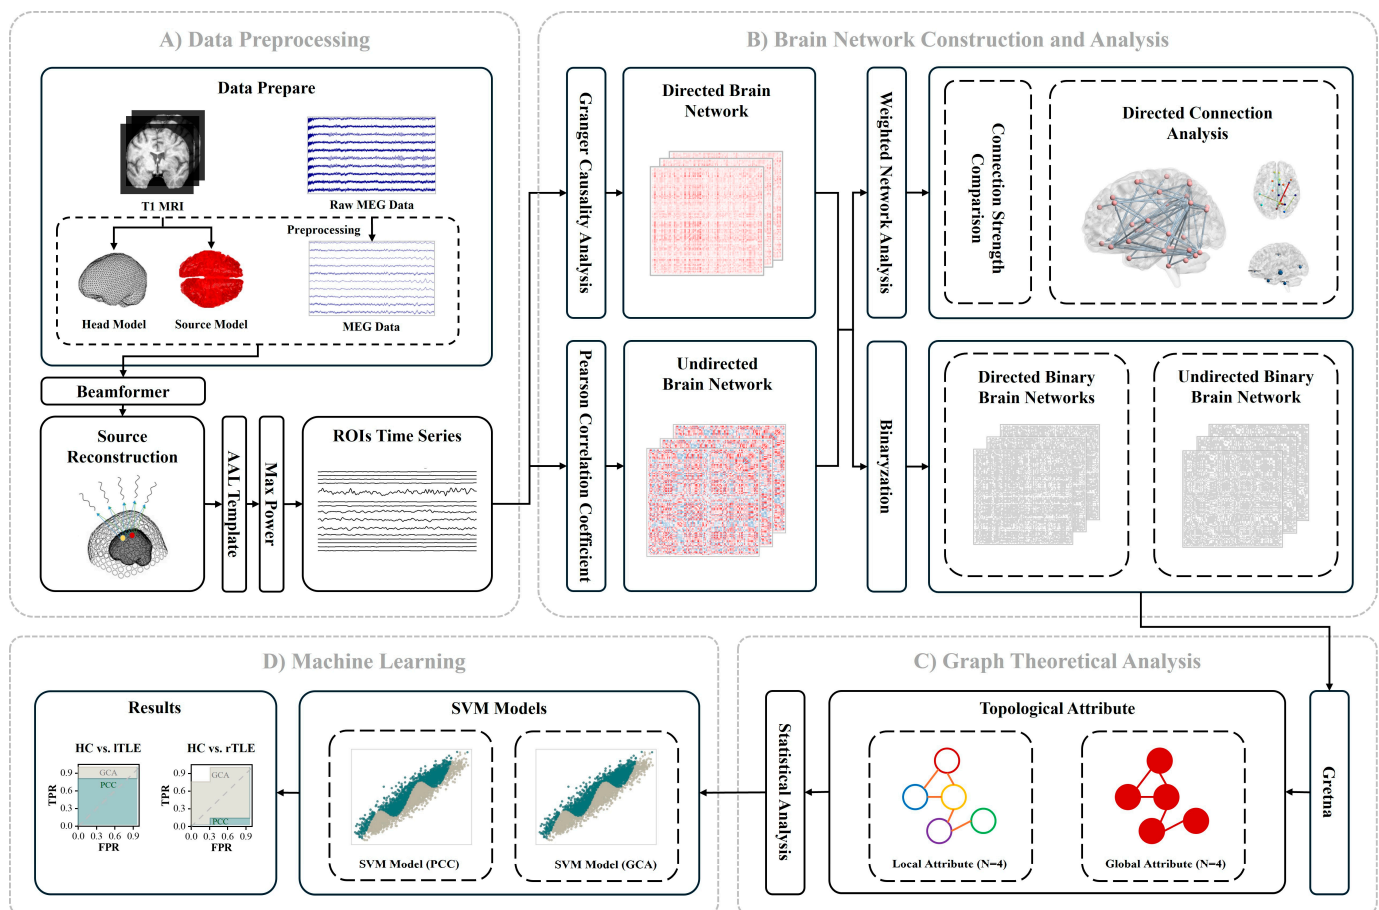 A) Data Preprocessing
Data Prepare
T1 MRI
Raw MEG Data
Preprocessing
Head Model
Source Model
MEG Data
Beamformer
Source
Reconstruction
AAL Template
Max Power
ROIs Time Series
B) Brain Network Construction and Analysis
Granger Causality Analysis
Directed Brain
Network
Weighted Network Analysis
Connection Strength
Comparison
Directed Connection
Analysis
Pearson Correlation Coefficient
Undirected
Brain Network
Binaryzation
Directed Binary
Brain Networks
Undirected Binary
Brain Network
D) Machine Learning
Results
HC vs. lTLE
HC vs. rTLE
TPR
0.9
0.6
0.3
0.0
GCA
PCC
0.0 0.3 0.6 0.9
FPR
TPR
0.9
0.6
0.3
0.0
GCA
PCC
0.0 0.3 0.6 0.9
FPR
SVM Models
SVM Model (PCC)
SVM Model (GCA)
C) Graph Theoretical Analysis
Statistical Analysis
Topological Attribute
Local Attribute (N=4)
Global Attribute (N=4)
Gretna